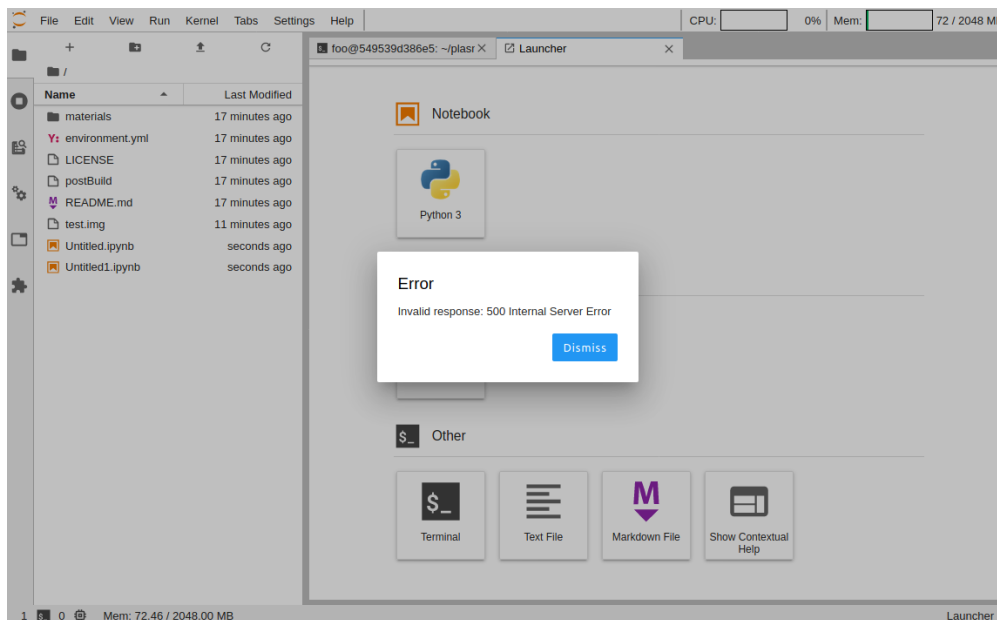 File Edit View Run Kernel Tabs Settings Help
CPU: 0% Mem: 72 / 2048
foo@549539d386e5: ~/plasr
Launcher
/
Name Last Modified
materials 17 minutes ago
Y: environment.yml 17 minutes ago
LICENSE 17 minutes ago
postBuild 17 minutes ago
README.md 17 minutes ago
test.img 11 minutes ago
Untitled.ipynb seconds ago
Untitled1.ipynb seconds ago
Notebook
Python 3
Error
Invalid response: 500 Internal Server Error
Dismiss
$_ Other
$_
M
Terminal
Text File
Markdown File
Show Contextual
Help
1 $_ 0 Mem: 72.46 / 2048.00 MB
Launcher